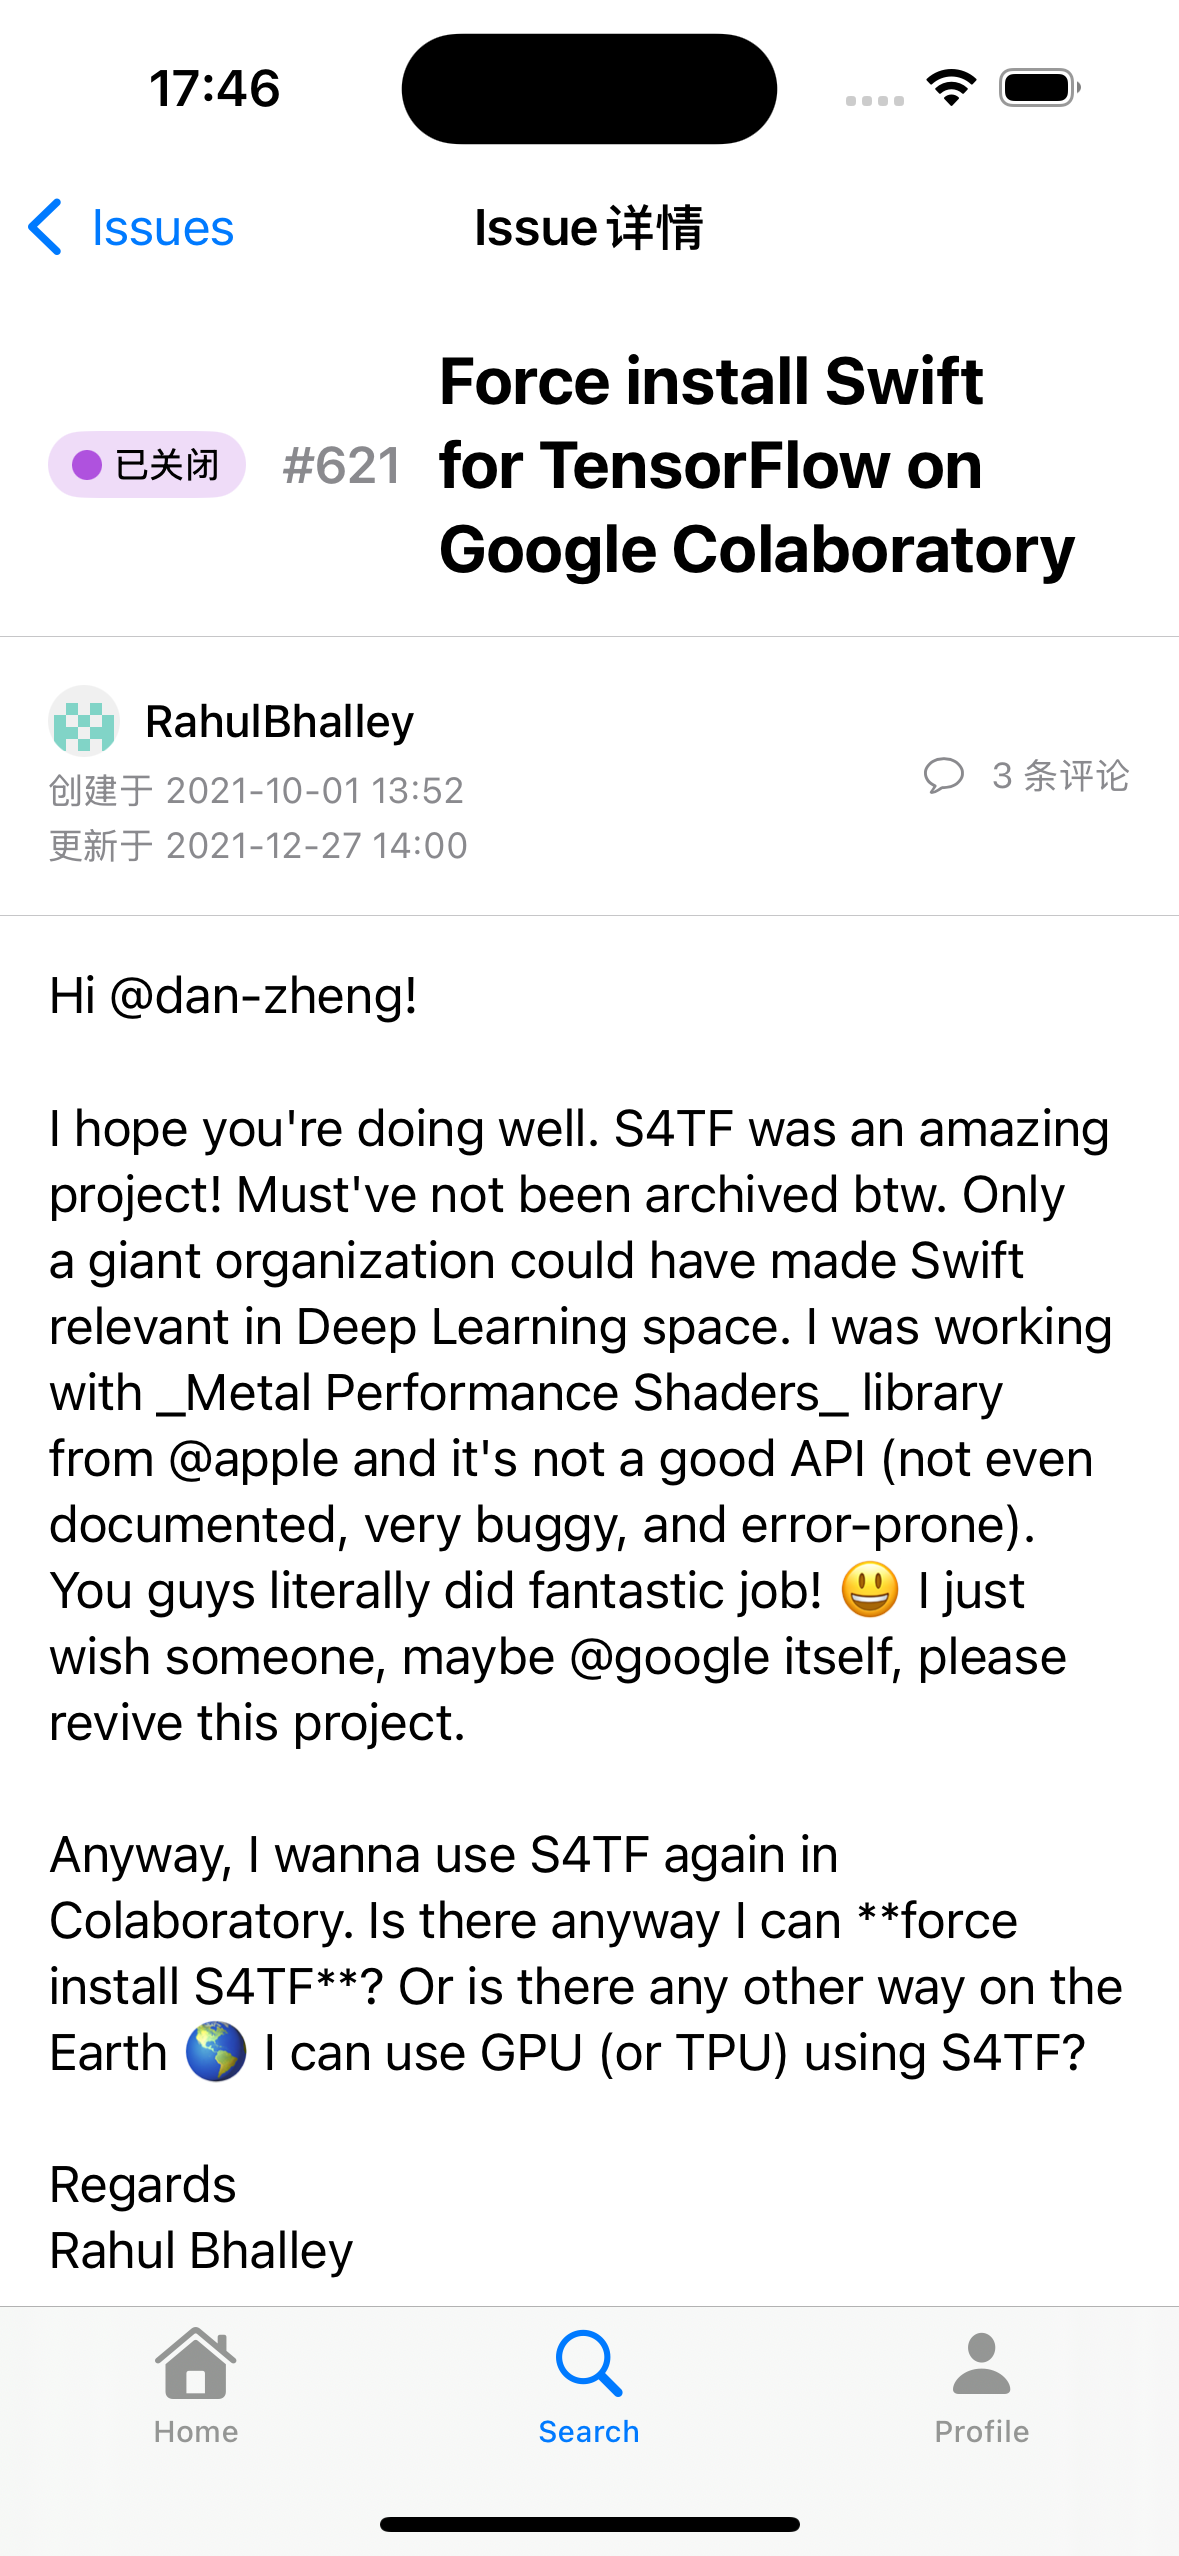 17:46
Issues
Issue 详情
已关闭 #621
Force install Swift
for TensorFlow on
Google Colaboratory
RahulBhalley
创建于 2021-10-01 13:52
更新于 2021-12-27 14:00
3 条评论
Hi @dan-zheng!
I hope you're doing well. S4TF was an amazing
project! Must've not been archived btw. Only
a giant organization could have made Swift
relevant in Deep Learning space. I was working
with _Metal Performance Shaders_ library
from @apple and it's not a good API (not even
documented, very buggy, and error-prone).
You guys literally did fantastic job! 😃 I just
wish someone, maybe @google itself, please
revive this project.
Anyway, I wanna use S4TF again in
Colaboratory. Is there anyway I can **force
install S4TF**? Or is there any other way on the
Earth 🌎 I can use GPU (or TPU) using S4TF?
Regards
Rahul Bhalley
Home
Search
Profile